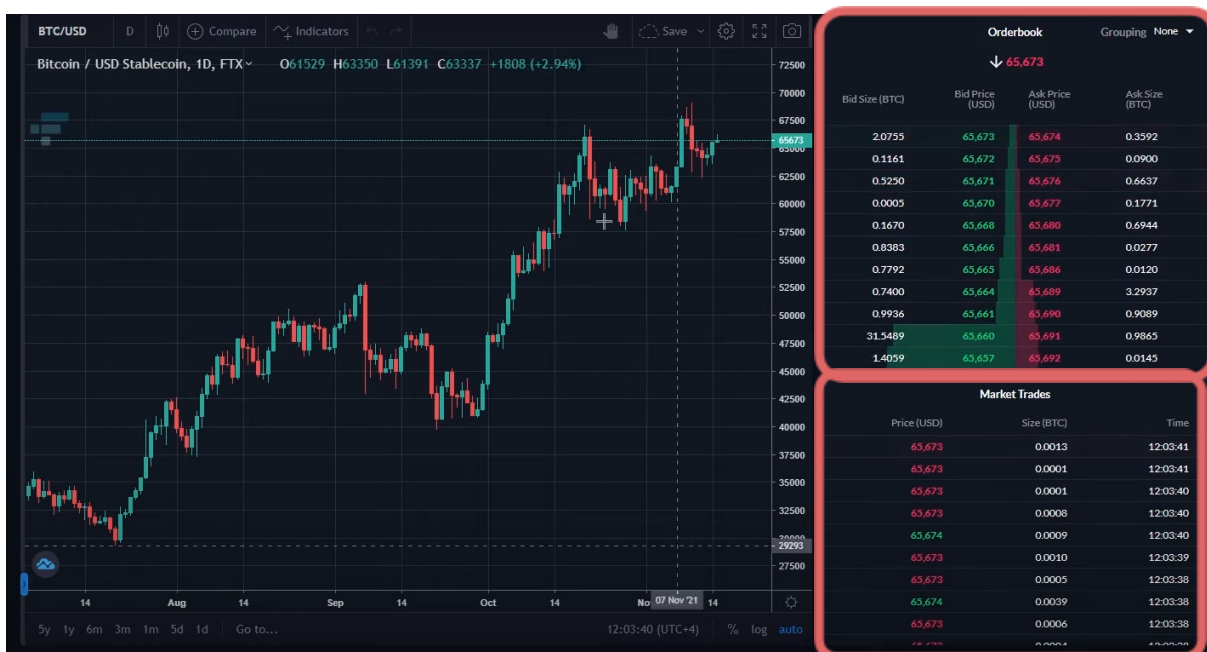 BTC/USD D Compare Indicators Save
Bitcoin / USD Stablecoin, 1D, FTX O61529 H63350 L61391 C63337 +1808 (+2.94%)
72500
70000
67500
65673
65000
62500
60000
57500
55000
52500
50000
47500
45000
42500
40000
37500
35000
32500
30000
29293
27500
14 Aug 14 Sep 14 Oct 14 No 07 Nov '21 14
5y 1y 6m 3m 1m 5d 1d Go to... 12:03:40 (UTC+4) % log auto
Orderbook Grouping None
65,673
Bid Size (BTC) Bid Price (USD) Ask Price (USD) Ask Size (BTC)
2.0755 65,673 65,674 0.3592
0.1161 65,672 65,675 0.0900
0.5250 65,671 65,676 0.6637
0.0005 65,670 65,677 0.1771
0.1670 65,668 65,680 0.6944
0.8383 65,666 65,681 0.0277
0.7792 65,665 65,686 0.0120
0.7400 65,664 65,689 3.2937
0.9936 65,661 65,690 0.9089
31.5489 65,660 65,691 0.9865
1.4059 65,657 65,692 0.0145
Market Trades
Price (USD) Size (BTC) Time
65,673 0.0013 12:03:41
65,673 0.0001 12:03:41
65,673 0.0001 12:03:40
65,673 0.0008 12:03:40
65,674 0.0009 12:03:40
65,673 0.0010 12:03:39
65,673 0.0005 12:03:38
65,674 0.0039 12:03:38
65,673 0.0006 12:03:38